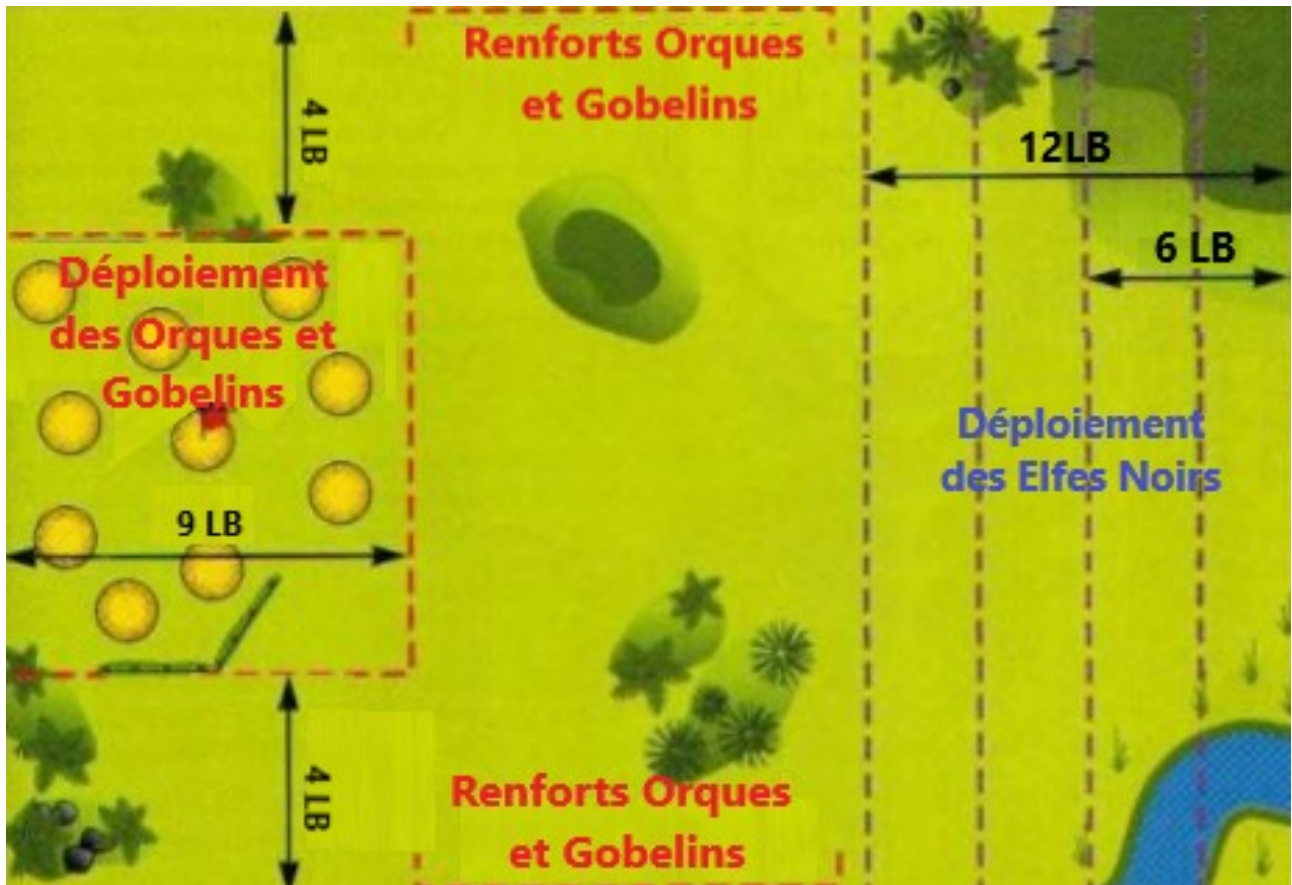 Renforts Orques
et Gobelins
4 LB
12LB
6 LB
Déploiement
des Orques et
Gobelins
Déploiement
des Elfes Noirs
9 LB
4 LB
Renforts Orques
et Gobelins